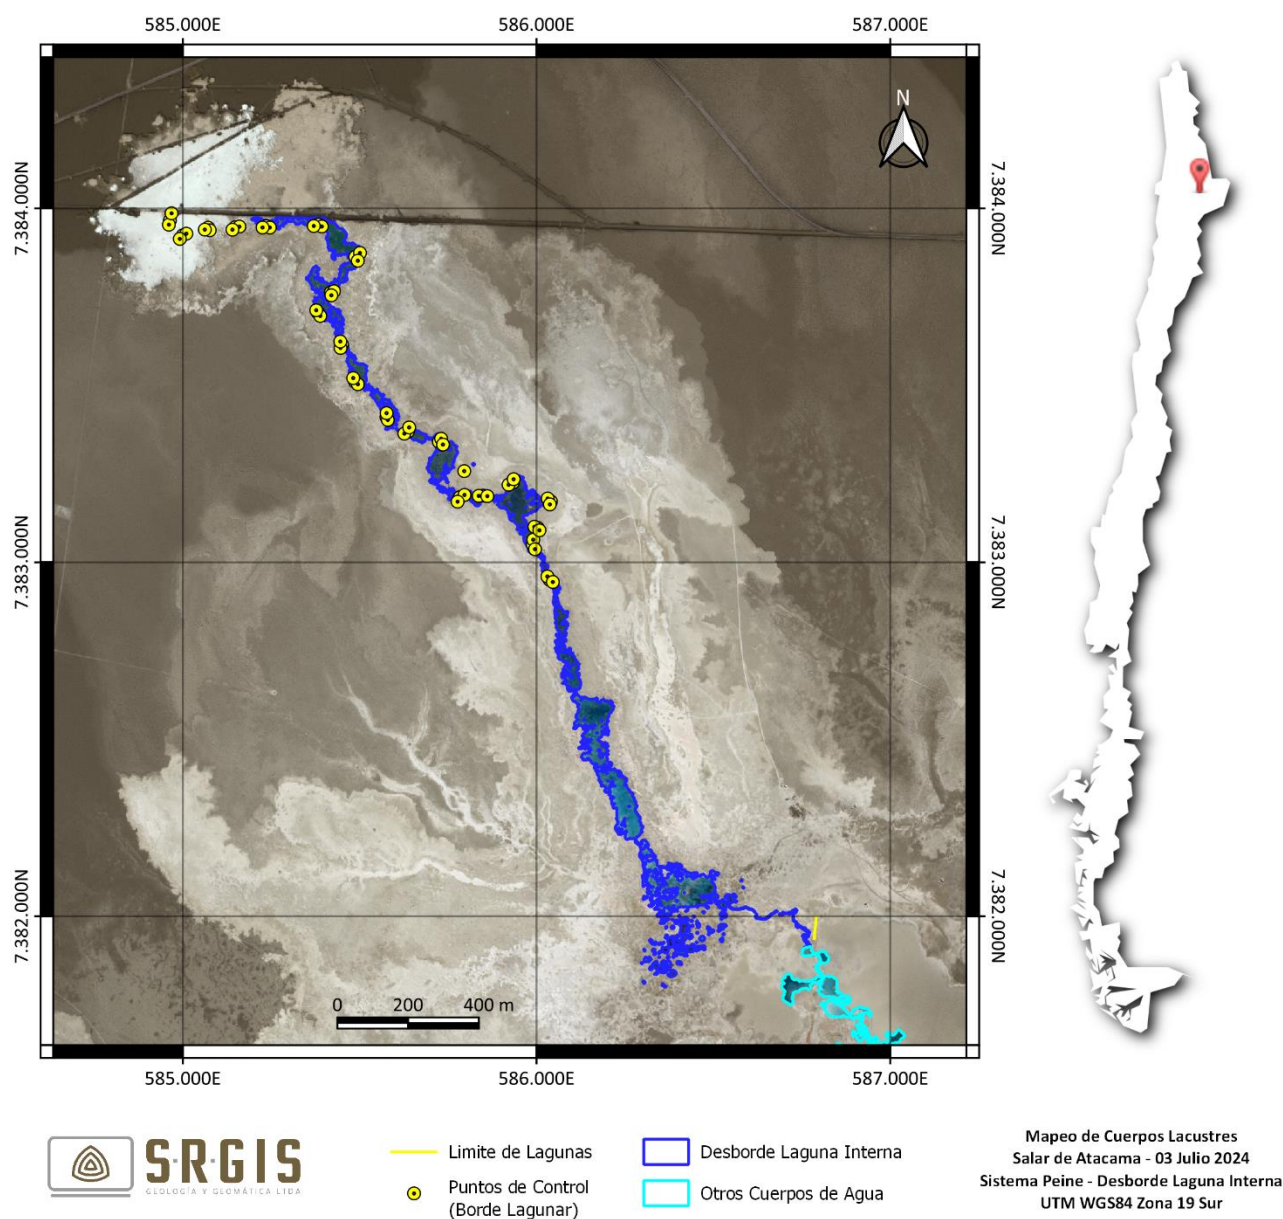 585.000E
586.000E
587.000E
N
7.384.000N
7.384.000N
7.383.000N
7.383.000N
7.382.000N
7.382.000N
0
200
400 m
585.000E
586.000E
587.000E
S·R·GIS
GEOLOGÍA Y GEOMÁTICA LTDA
Limite de Lagunas
Puntos de Control
(Borde Lagunar)
Desborde Laguna Interna
Otros Cuerpos de Agua
Mapeo de Cuerpos Lacustres
Salar de Atacama - 03 Julio 2024
Sistema Peine - Desborde Laguna Interna
UTM WGS84 Zona 19 Sur